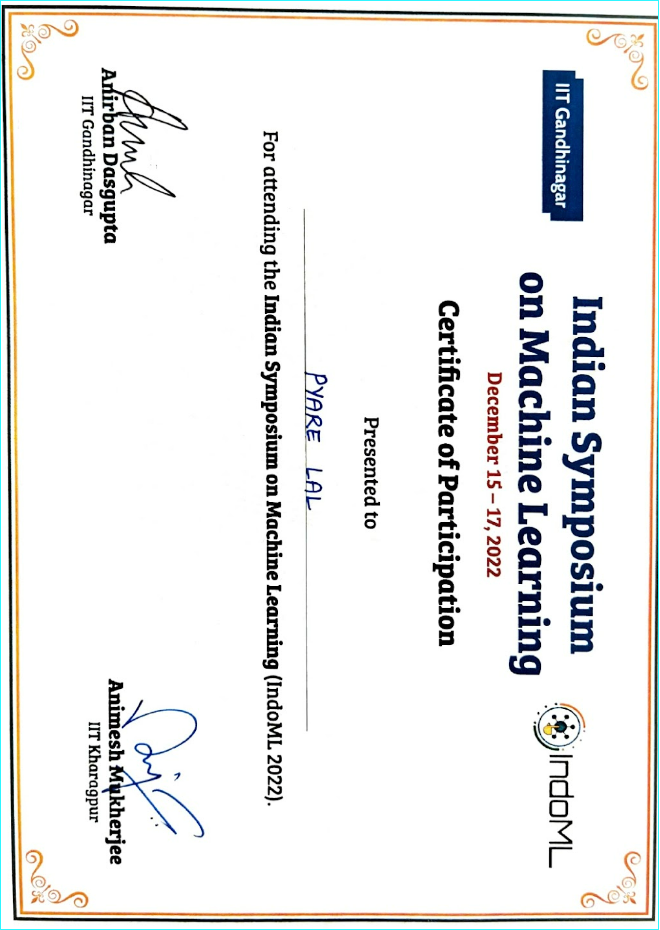 IIT Gandhinagar
Indian Symposium
on Machine Learning
IndoML
December 15 – 17, 2022
Certificate of Participation
Presented to
PYARE LAL
For attending the Indian Symposium on Machine Learning (IndoML 2022).
Anirban Dasgupta
IIT Gandhinagar
Animesh Mukherjee
IIT Kharagpur